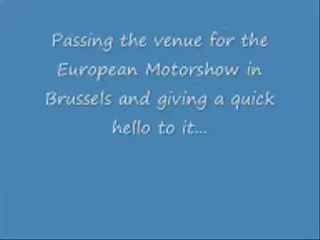 Passing the venue for the
European Motorshow in
Brussels and giving a quick
hello to it...